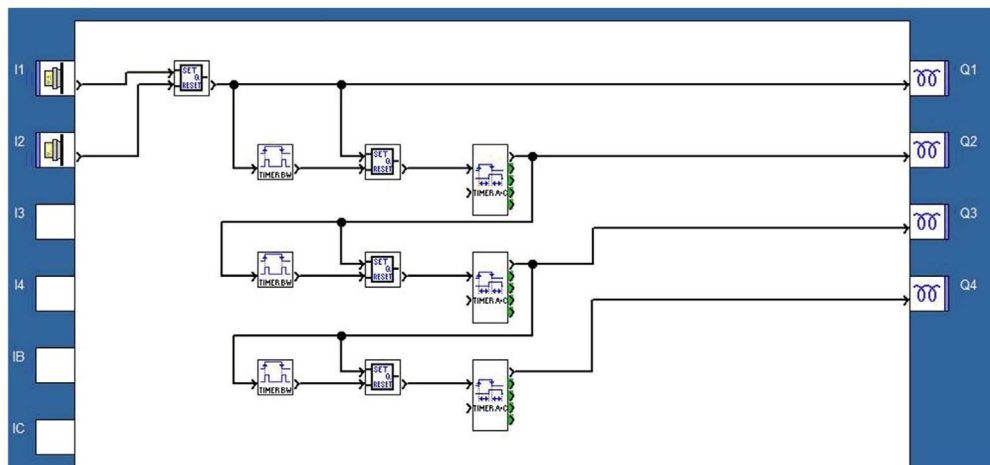 I1
SET
Q
RESET
Q1
I2
TIMER BW
SET
Q
RESET
TIMER A/C
Q2
I3
Q3
TIMER BW
SET
Q
RESET
TIMER A/C
I4
Q4
IB
TIMER BW
SET
Q
RESET
TIMER A/C
IC